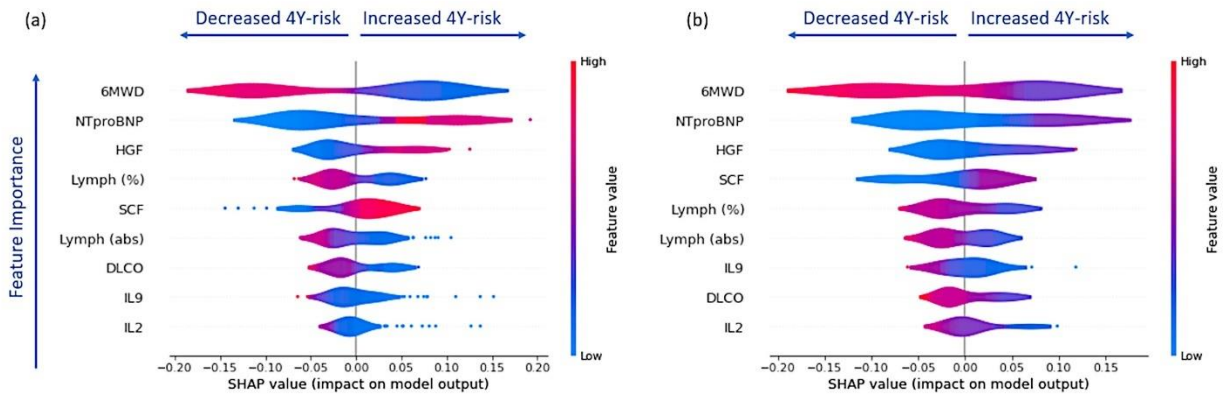 (a)
Decreased 4Y-risk
Increased 4Y-risk
Feature Importance
6MWD
NTproBNP
HGF
Lymph (%)
SCF
Lymph (abs)
DLCO
IL9
IL2
−0.20 −0.15 −0.10 −0.05 0.00 0.05 0.10 0.15 0.20
SHAP value (impact on model output)
High
Feature value
Low
(b)
Decreased 4Y-risk
Increased 4Y-risk
6MWD
NTproBNP
HGF
SCF
Lymph (%)
Lymph (abs)
IL9
DLCO
IL2
−0.20 −0.15 −0.10 −0.05 0.00 0.05 0.10 0.15
SHAP value (impact on model output)
High
Feature value
Low